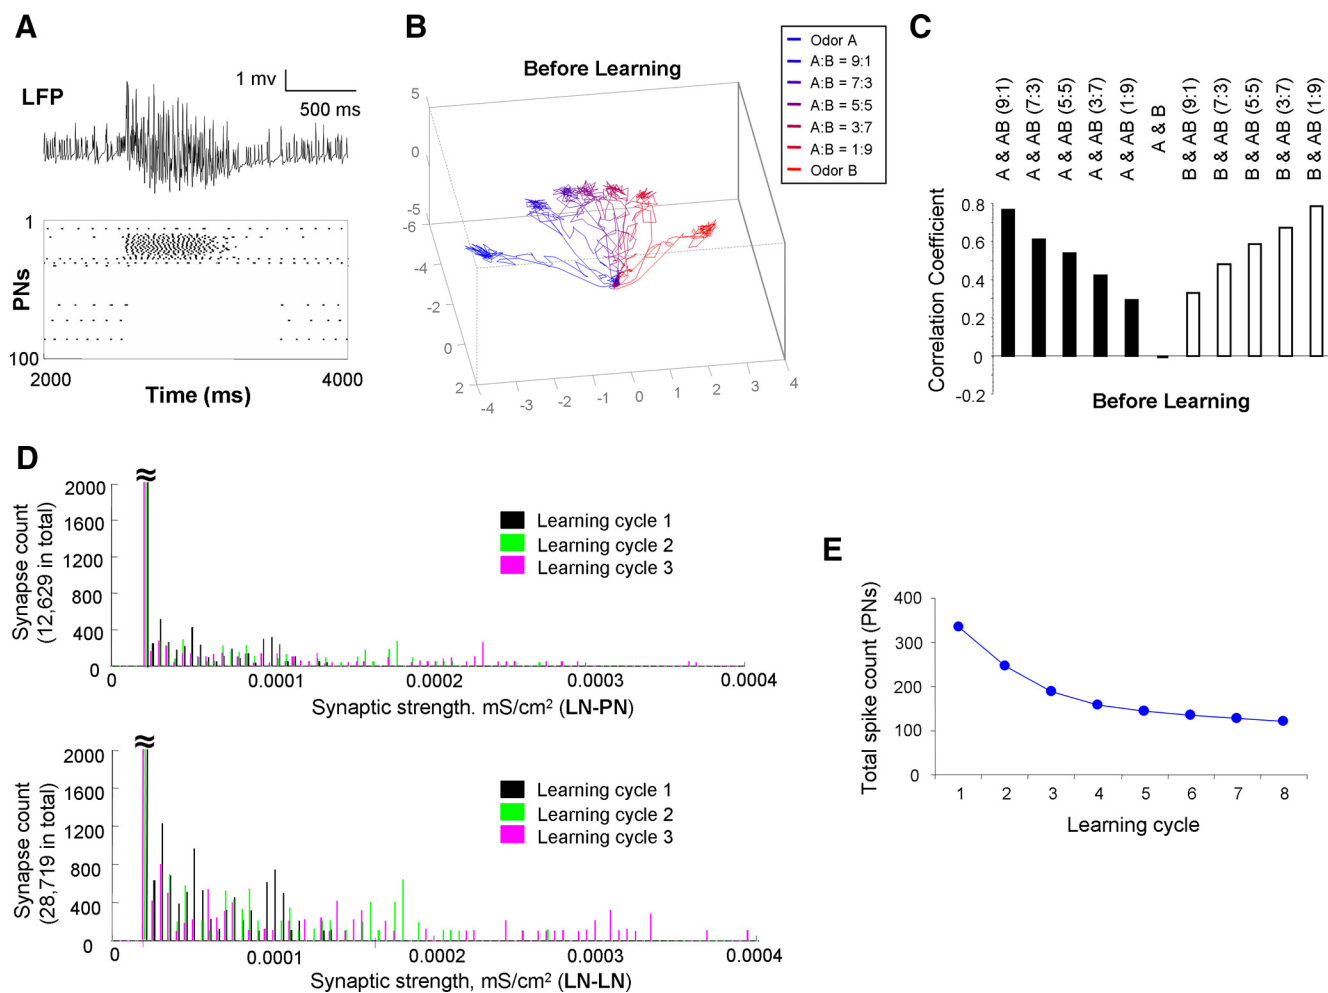 A
LFP
1 mv
500 ms
1
PNs
100
2000
4000
Time (ms)
B
Before Learning
Odor A
A:B = 9:1
A:B = 7:3
A:B = 5:5
A:B = 3:7
A:B = 1:9
Odor B
5
0
-5
-6
-4
-2
0
2
-4
-3
-2
-1
0
1
2
3
4
C
A & AB (9:1)
A & AB (7:3)
A & AB (5:5)
A & AB (3:7)
A & AB (1:9)
A & B
B & AB (9:1)
B & AB (7:3)
B & AB (5:5)
B & AB (3:7)
B & AB (1:9)
Correlation Coefficient
0.8
0.6
0.4
0.2
0
-0.2
Before Learning
D
Synapse count
(12,629 in total)
2000
1600
1200
800
400
0
≈
Learning cycle 1
Learning cycle 2
Learning cycle 3
0
0.0001
0.0002
0.0003
0.0004
Synaptic strength. mS/cm² (LN-PN)
Synapse count
(28,719 in total)
2000
1600
1200
800
400
0
≈
Learning cycle 1
Learning cycle 2
Learning cycle 3
0
0.0001
0.0002
0.0003
0.0004
Synaptic strength, mS/cm² (LN-LN)
E
Total spike count (PNs)
400
300
200
100
0
1
2
3
4
5
6
7
8
Learning cycle